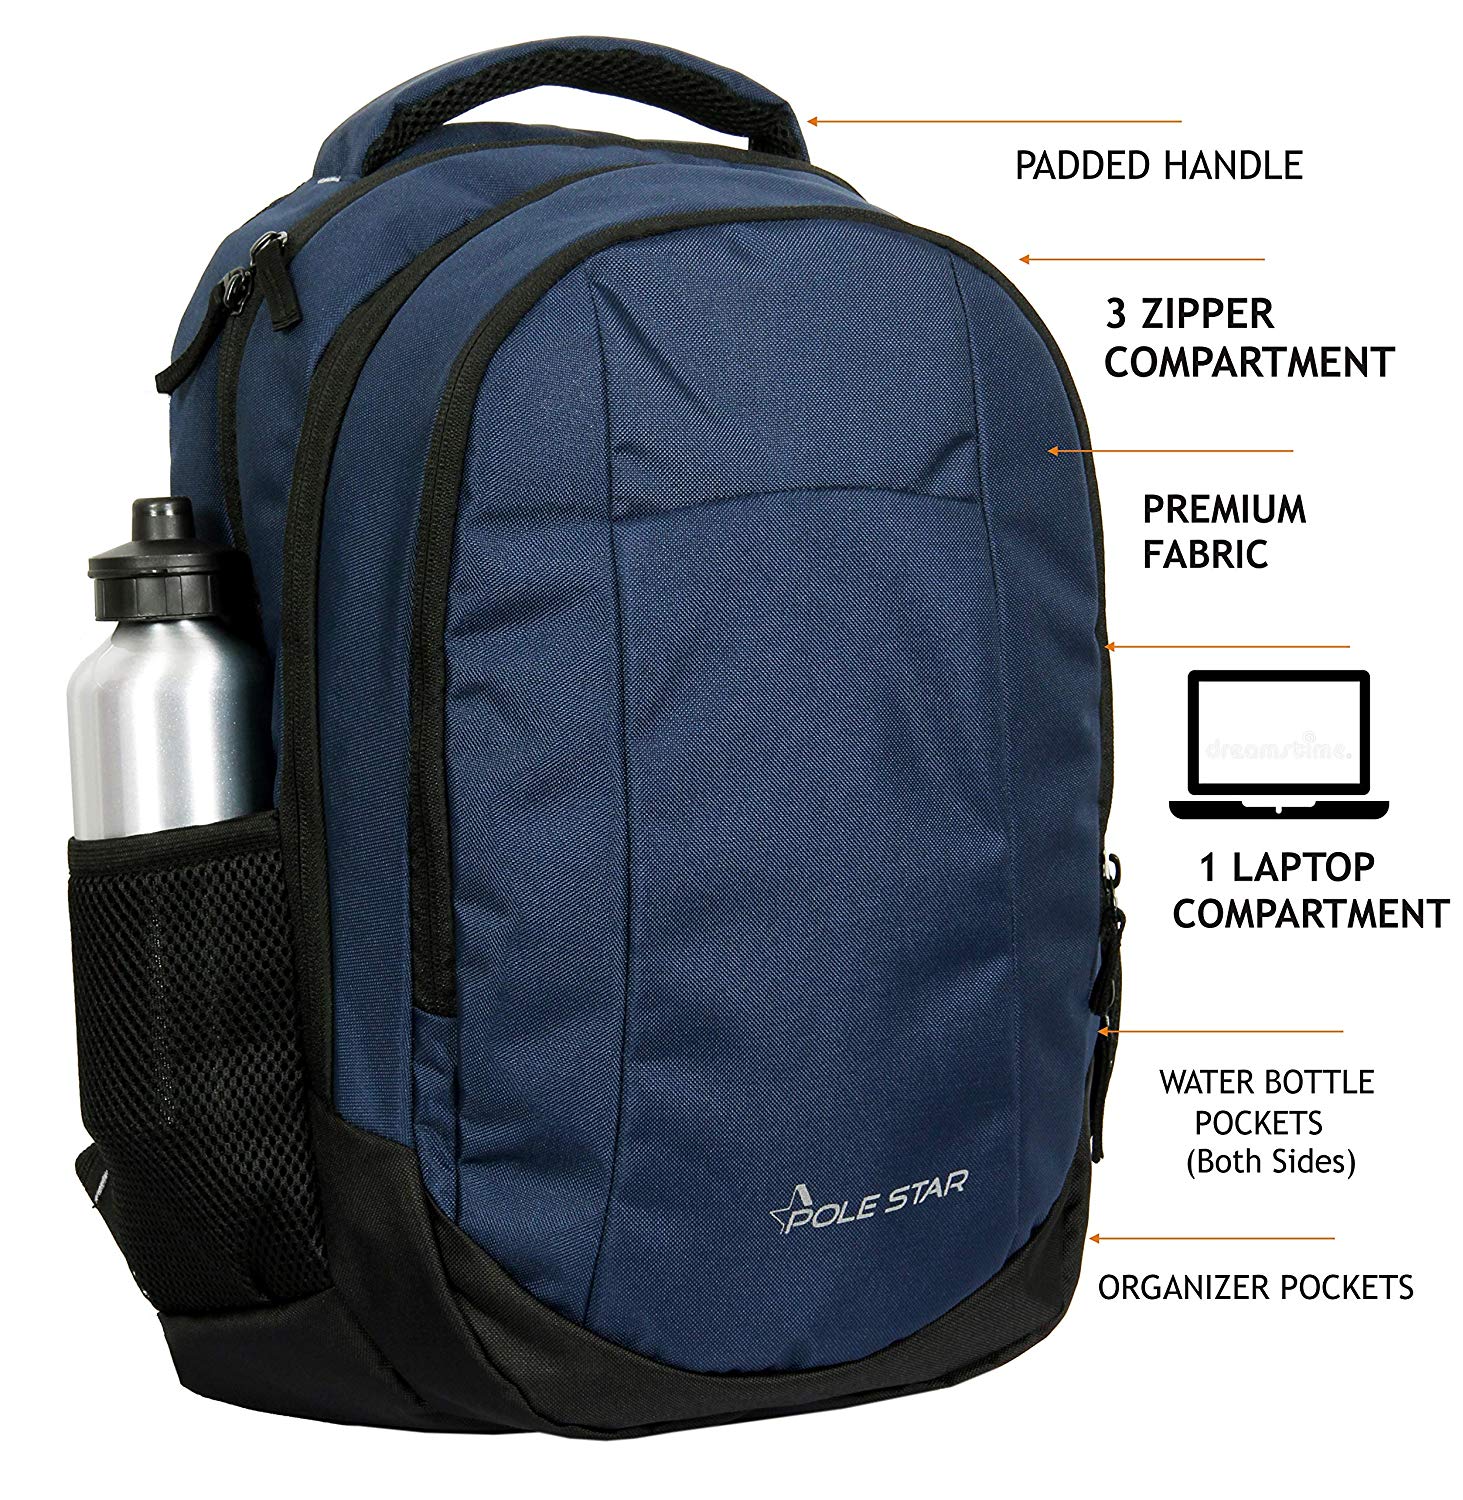 PADDED HANDLE
3 ZIPPER
COMPARTMENT
PREMIUM
FABRIC
dreamstime.
1 LAPTOP
COMPARTMENT
WATER BOTTLE
POCKETS
(Both Sides)
POLE STAR
ORGANIZER POCKETS